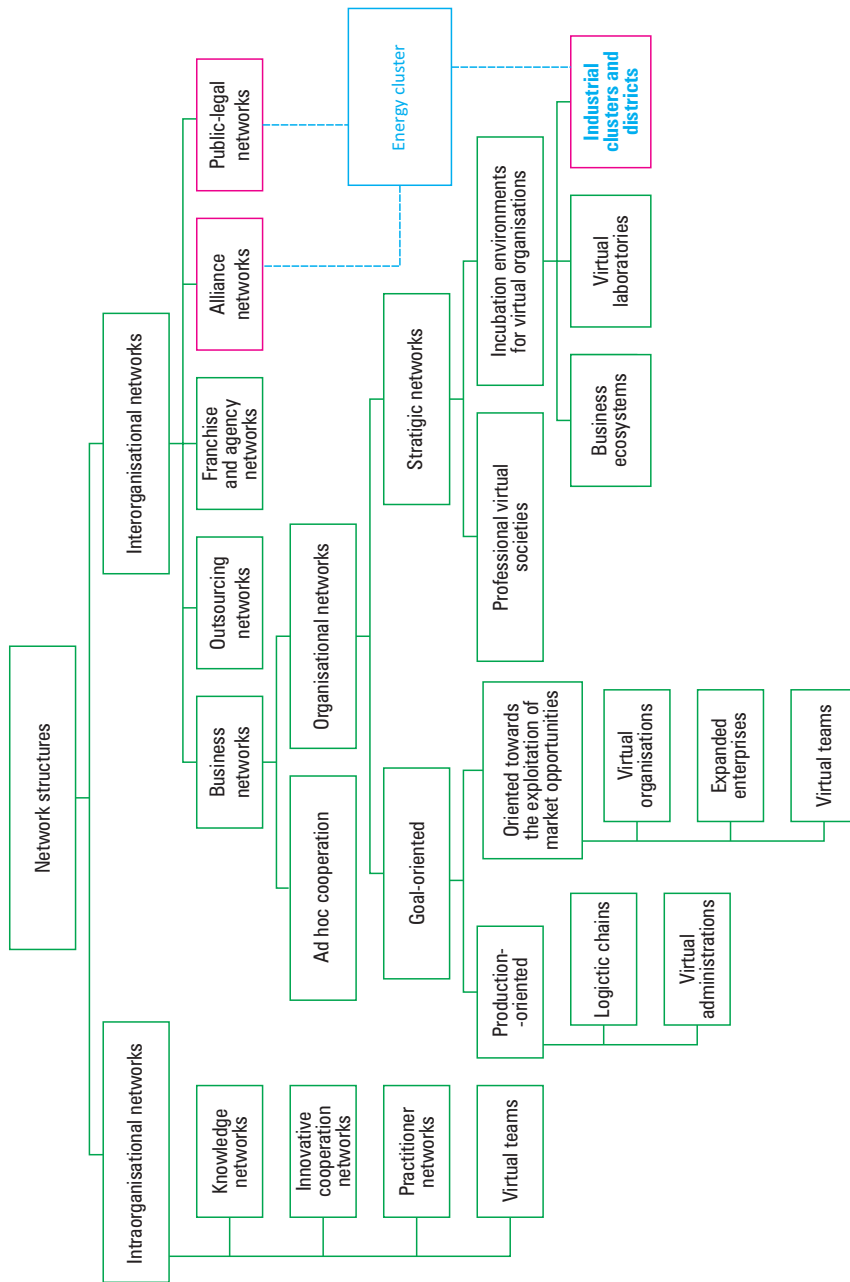 Network structures
Intraorganisational networks
Interorganisational networks
Knowledge
networks
Innovative
cooperation
networks
Practitioner
networks
Virtual teams
Business
networks
Outsourcing
networks
Franchise
and agency
networks
Alliance
networks
Public-legal
networks
Energy cluster
Ad hoc cooperation
Organisational networks
Goal-oriented
Stratigic networks
Production-
-oriented
Oriented towards
the exploitation of
market opportunities
Professional virtual
societies
Incubation environments
for virtual organisations
Logictic chains
Virtual
administrations
Virtual
organisations
Expanded
enterprises
Virtual teams
Business
ecosystems
Virtual
laboratories
Industrial
clusters and
districts